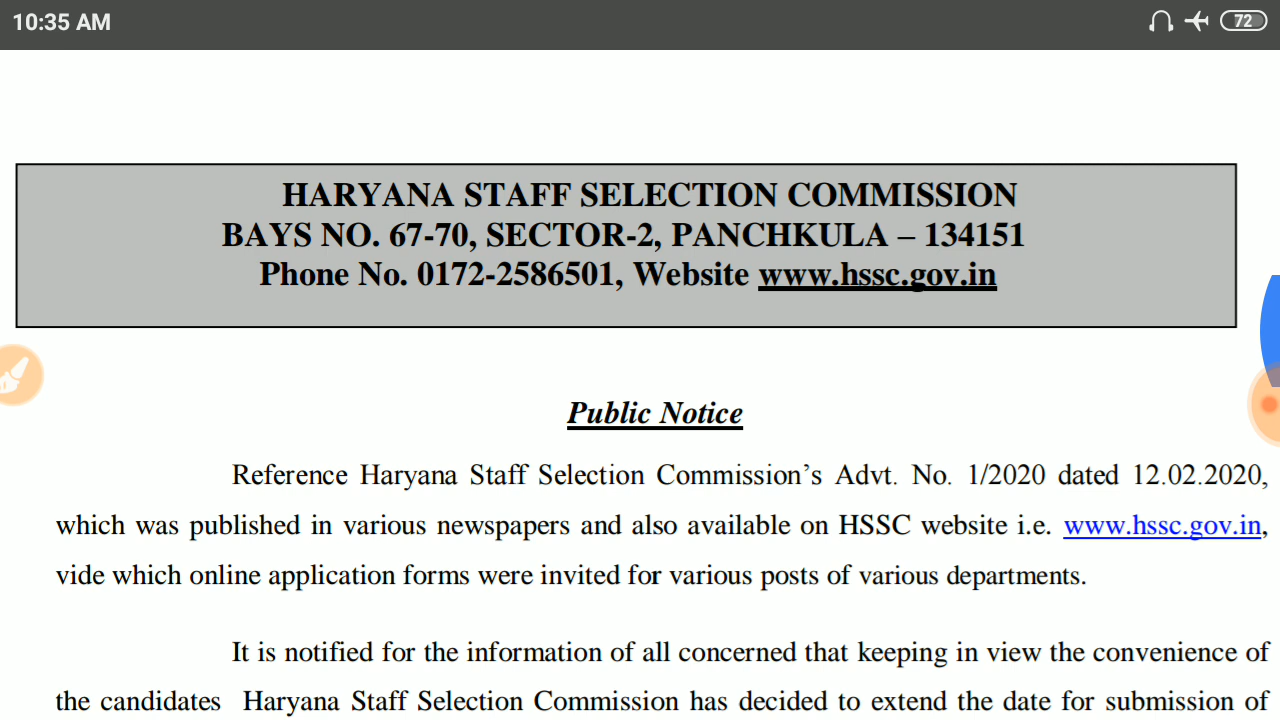 10:35 AM
72
HARYANA STAFF SELECTION COMMISSION
BAYS NO. 67-70, SECTOR-2, PANCHKULA – 134151
Phone No. 0172-2586501, Website www.hssc.gov.in
Public Notice
Reference Haryana Staff Selection Commission’s Advt. No. 1/2020 dated 12.02.2020,
which was published in various newspapers and also available on HSSC website i.e. www.hssc.gov.in,
vide which online application forms were invited for various posts of various departments.
It is notified for the information of all concerned that keeping in view the convenience of
the candidates Haryana Staff Selection Commission has decided to extend the date for submission of